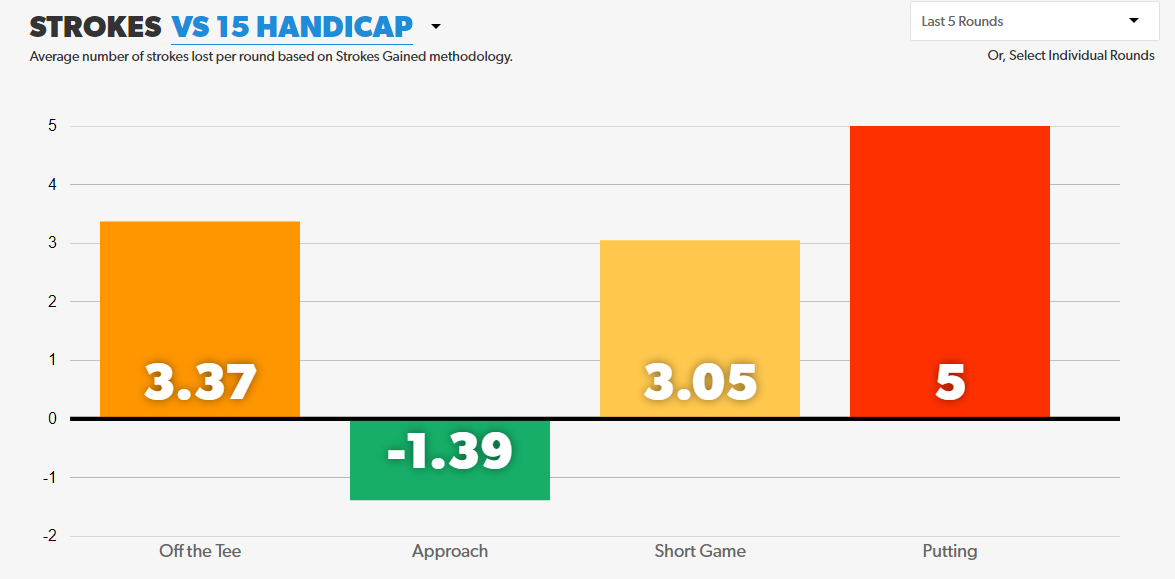 STROKES VS 15 HANDICAP
Last 5 Rounds
Average number of strokes lost per round based on Strokes Gained methodology.
Or, Select Individual Rounds
5
4
3
2
1
0
-1
-2
3.37
-1.39
3.05
5
Off the Tee
Approach
Short Game
Putting